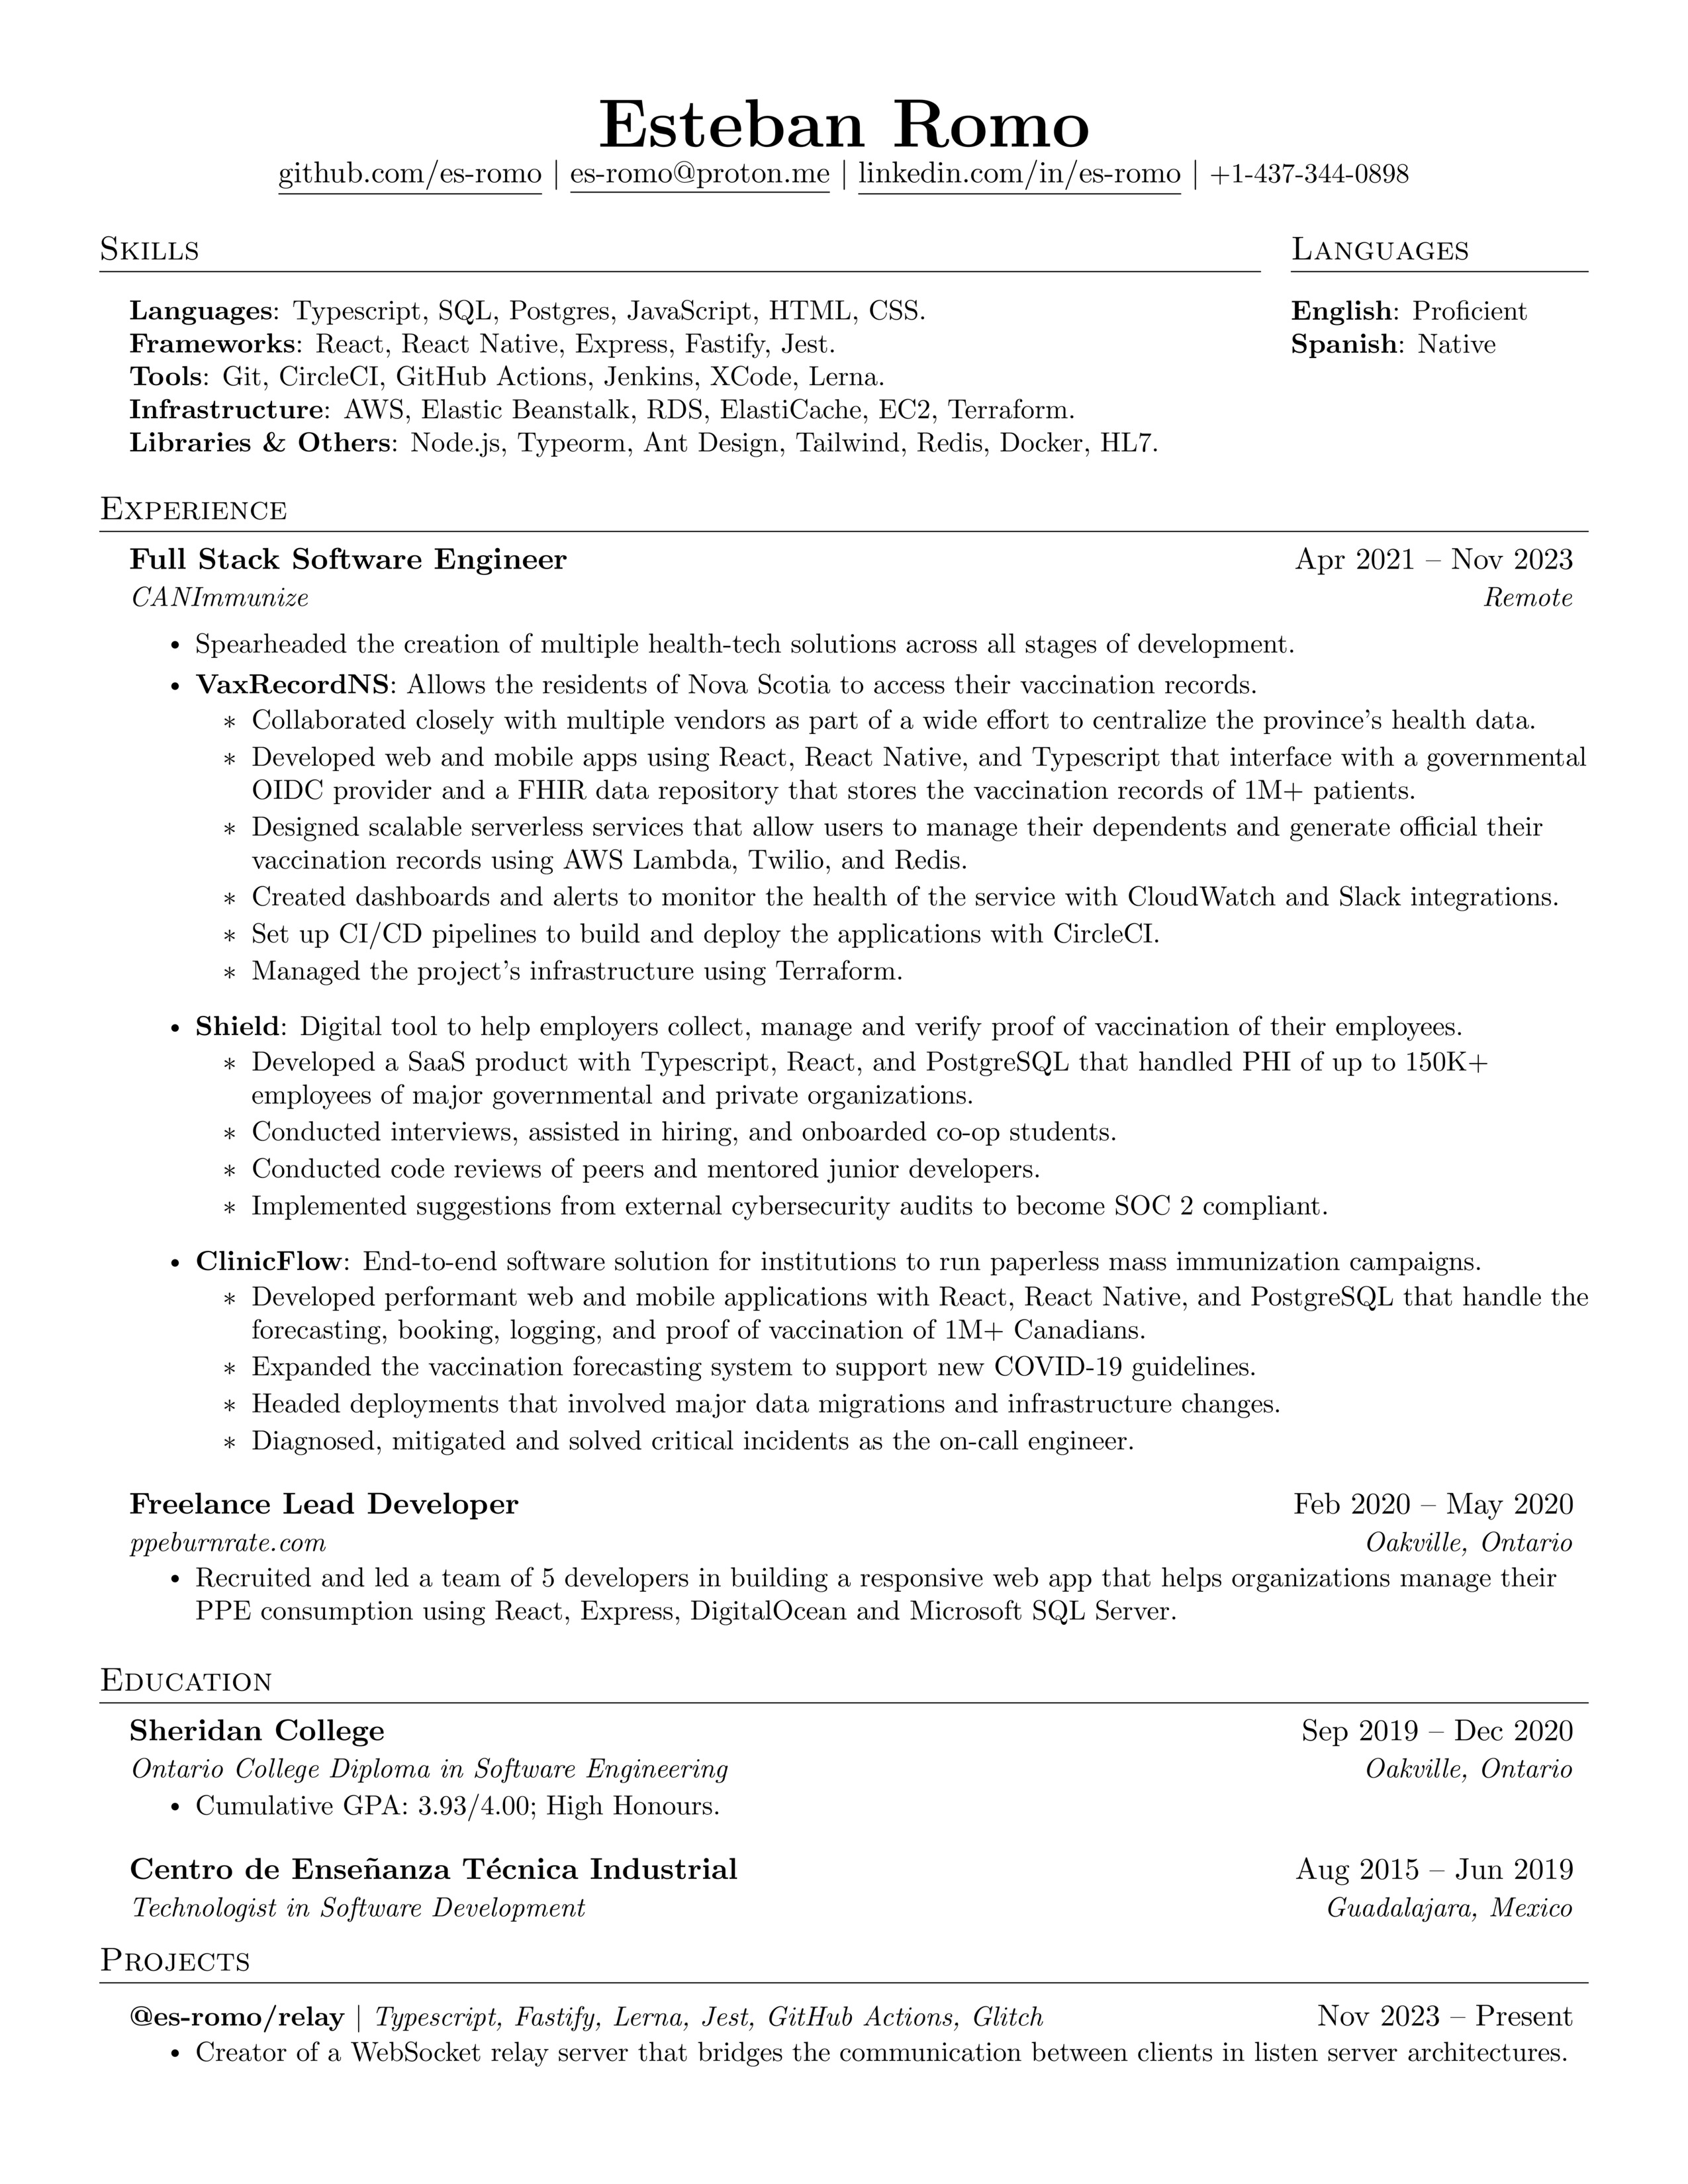 Esteban Romo
github.com/es-romo | es-romo@proton.me | linkedin.com/in/es-romo | +1-437-344-0898
Skills
Languages: Typescript, SQL, Postgres, JavaScript, HTML, CSS.
Frameworks: React, React Native, Express, Fastify, Jest.
Tools: Git, CircleCI, GitHub Actions, Jenkins, XCode, Lerna.
Infrastructure: AWS, Elastic Beanstalk, RDS, ElastiCache, EC2, Terraform.
Libraries & Others: Node.js, Typeorm, Ant Design, Tailwind, Redis, Docker, HL7.
Languages
English: Proficient
Spanish: Native
Experience
Full Stack Software Engineer Apr 2021 – Nov 2023
CANImmunize Remote
• Spearheaded the creation of multiple health-tech solutions across all stages of development.
• VaxRecordNS: Allows the residents of Nova Scotia to access their vaccination records.
∗ Collaborated closely with multiple vendors as part of a wide effort to centralize the province's health data.
∗ Developed web and mobile apps using React, React Native, and Typescript that interface with a governmental
OIDC provider and a FHIR data repository that stores the vaccination records of 1M+ patients.
∗ Designed scalable serverless services that allow users to manage their dependents and generate official their
vaccination records using AWS Lambda, Twilio, and Redis.
∗ Created dashboards and alerts to monitor the health of the service with CloudWatch and Slack integrations.
∗ Set up CI/CD pipelines to build and deploy the applications with CircleCI.
∗ Managed the project's infrastructure using Terraform.
• Shield: Digital tool to help employers collect, manage and verify proof of vaccination of their employees.
∗ Developed a SaaS product with Typescript, React, and PostgreSQL that handled PHI of up to 150K+
employees of major governmental and private organizations.
∗ Conducted interviews, assisted in hiring, and onboarded co-op students.
∗ Conducted code reviews of peers and mentored junior developers.
∗ Implemented suggestions from external cybersecurity audits to become SOC 2 compliant.
• ClinicFlow: End-to-end software solution for institutions to run paperless mass immunization campaigns.
∗ Developed performant web and mobile applications with React, React Native, and PostgreSQL that handle the
forecasting, booking, logging, and proof of vaccination of 1M+ Canadians.
∗ Expanded the vaccination forecasting system to support new COVID-19 guidelines.
∗ Headed deployments that involved major data migrations and infrastructure changes.
∗ Diagnosed, mitigated and solved critical incidents as the on-call engineer.
Freelance Lead Developer Feb 2020 – May 2020
ppeburnrate.com Oakville, Ontario
• Recruited and led a team of 5 developers in building a responsive web app that helps organizations manage their
PPE consumption using React, Express, DigitalOcean and Microsoft SQL Server.
Education
Sheridan College Sep 2019 – Dec 2020
Ontario College Diploma in Software Engineering Oakville, Ontario
• Cumulative GPA: 3.93/4.00; High Honours.
Centro de Enseñanza Técnica Industrial Aug 2015 – Jun 2019
Technologist in Software Development Guadalajara, Mexico
Projects
@es-romo/relay | Typescript, Fastify, Lerna, Jest, GitHub Actions, Glitch Nov 2023 – Present
• Creator of a WebSocket relay server that bridges the communication between clients in listen server architectures.